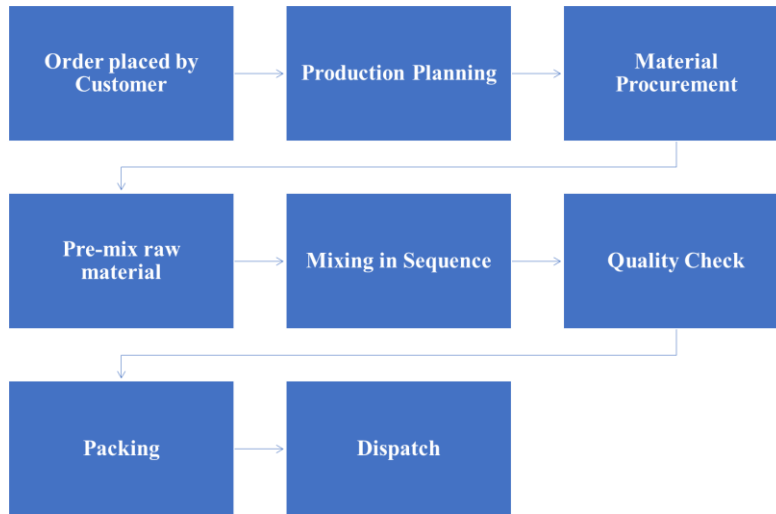 Order placed by
Customer
Production Planning
Material
Procurement
Pre-mix raw
material
Mixing in Sequence
Quality Check
Packing
Dispatch